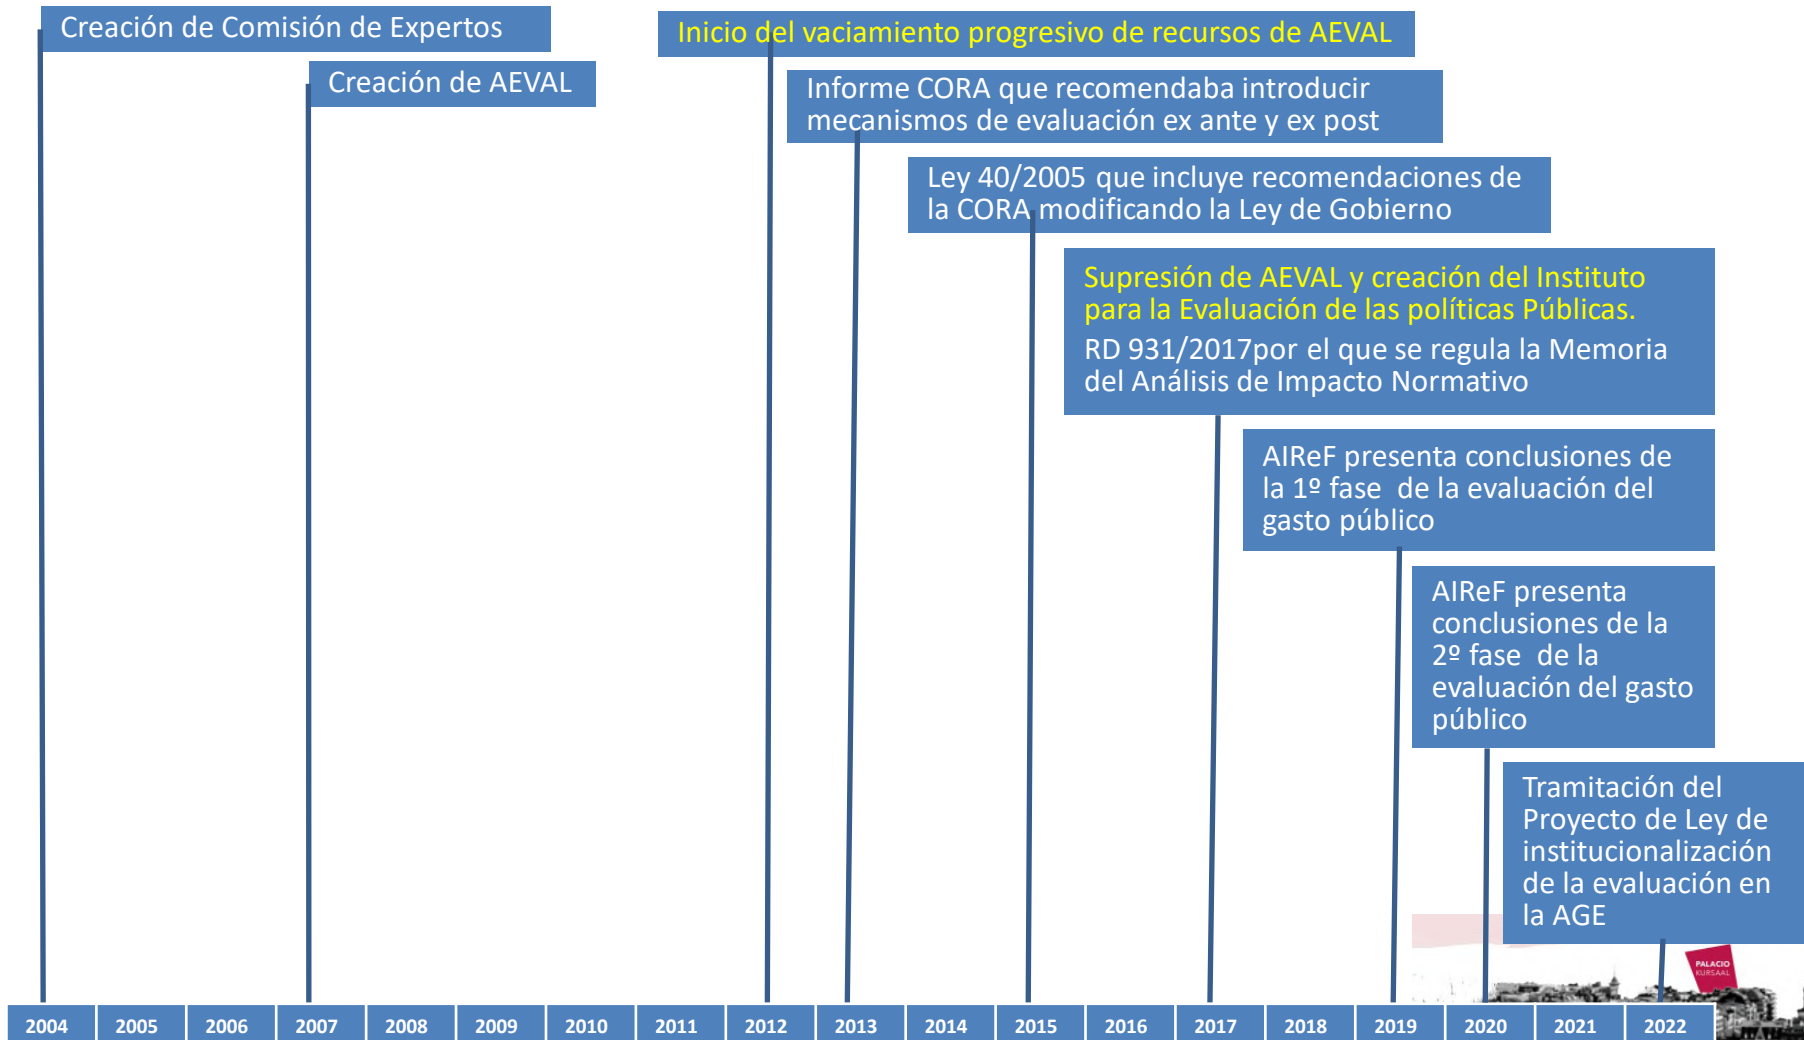 Creación de Comisión de Expertos
Creación de AEVAL
Inicio del vaciamiento progresivo de recursos de AEVAL
Informe CORA que recomendaba introducir
mecanismos de evaluación ex ante y ex post
Ley 40/2005 que incluye recomendaciones de
la CORA modificando la Ley de Gobierno
Supresión de AEVAL y creación del Instituto
para la Evaluación de las políticas Públicas.
RD 931/2017por el que se regula la Memoria
del Análisis de Impacto Normativo
AIReF presenta conclusiones de
la 1º fase de la evaluación del
gasto público
AIReF presenta
conclusiones de la
2º fase de la
evaluación del gasto
público
Tramitación del
Proyecto de Ley de
institucionalización
de la evaluación en
la AGE
PALACIO
KURSAAL
2004 2005 2006 2007 2008 2009 2010 2011 2012 2013 2014 2015 2016 2017 2018 2019 2020 2021 2022